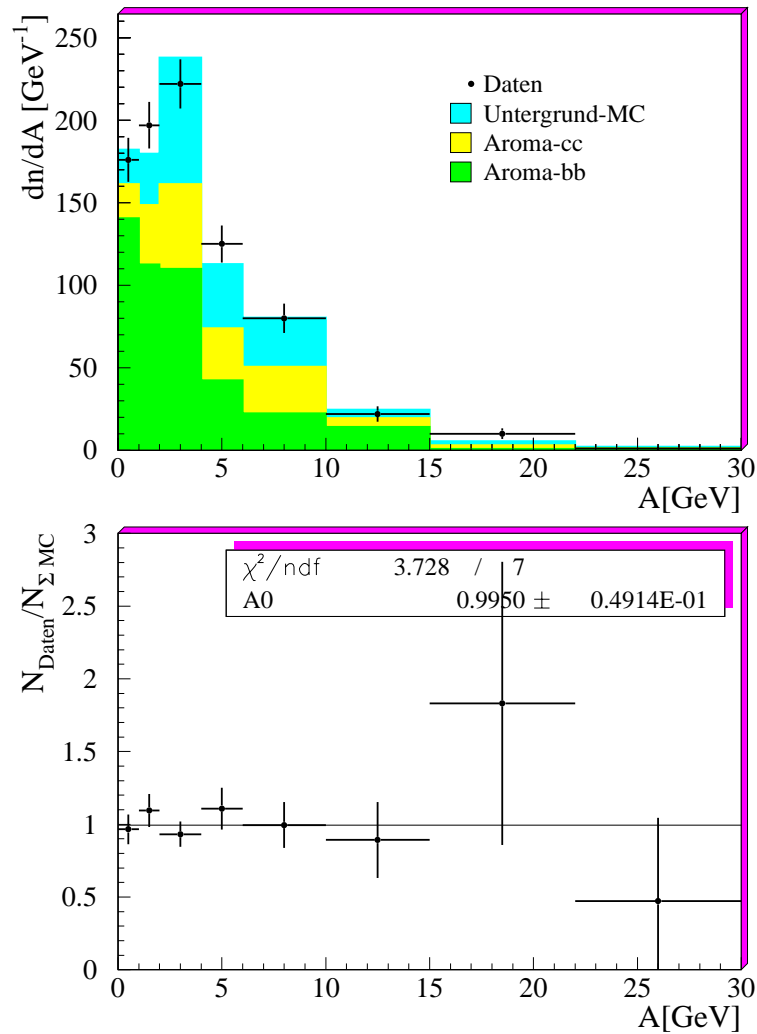 dn/dA [GeV⁻¹]
250
200
150
100
50
0
Daten
Untergrund-MC
Aroma-cc
Aroma-bb
0 5 10 15 20 25 30
A[GeV]
N_Daten/N_Σ MC
3
2.5
2
1.5
1
0.5
0
χ²/ndf 3.728 / 7
A0 0.9950 ± 0.4914E-01
0 5 10 15 20 25 30
A[GeV]